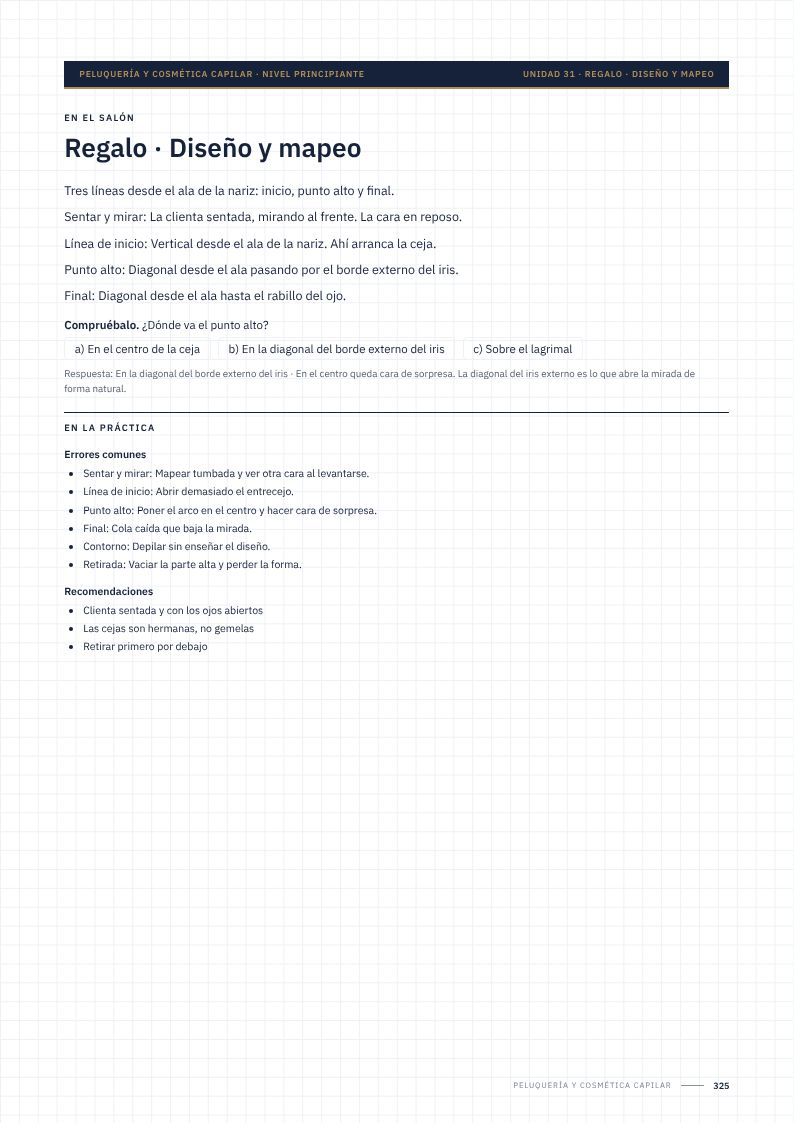 PELUQUERÍA Y COSMÉTICA CAPILAR · NIVEL PRINCIPIANTE
UNIDAD 31 · REGALO · DISEÑO Y MAPEO
EN EL SALÓN
Regalo · Diseño y mapeo
Tres líneas desde el ala de la nariz: inicio, punto alto y final.
Sentar y mirar: La clienta sentada, mirando al frente. La cara en reposo.
Línea de inicio: Vertical desde el ala de la nariz. Ahí arranca la ceja.
Punto alto: Diagonal desde el ala pasando por el borde externo del iris.
Final: Diagonal desde el ala hasta el rabillo del ojo.
Compruébalo. ¿Dónde va el punto alto?
a) En el centro de la ceja
b) En la diagonal del borde externo del iris
c) Sobre el lagrimal
Respuesta: En la diagonal del borde externo del iris · En el centro queda cara de sorpresa. La diagonal del iris externo es lo que abre la mirada de
forma natural.
EN LA PRÁCTICA
Errores comunes
• Sentar y mirar: Mapear tumbada y ver otra cara al levantarse.
• Línea de inicio: Abrir demasiado el entrecejo.
• Punto alto: Poner el arco en el centro y hacer cara de sorpresa.
• Final: Cola caída que baja la mirada.
• Contorno: Depilar sin enseñar el diseño.
• Retirada: Vaciar la parte alta y perder la forma.
Recomendaciones
• Clienta sentada y con los ojos abiertos
• Las cejas son hermanas, no gemelas
• Retirar primero por debajo
PELUQUERÍA Y COSMÉTICA CAPILAR 325